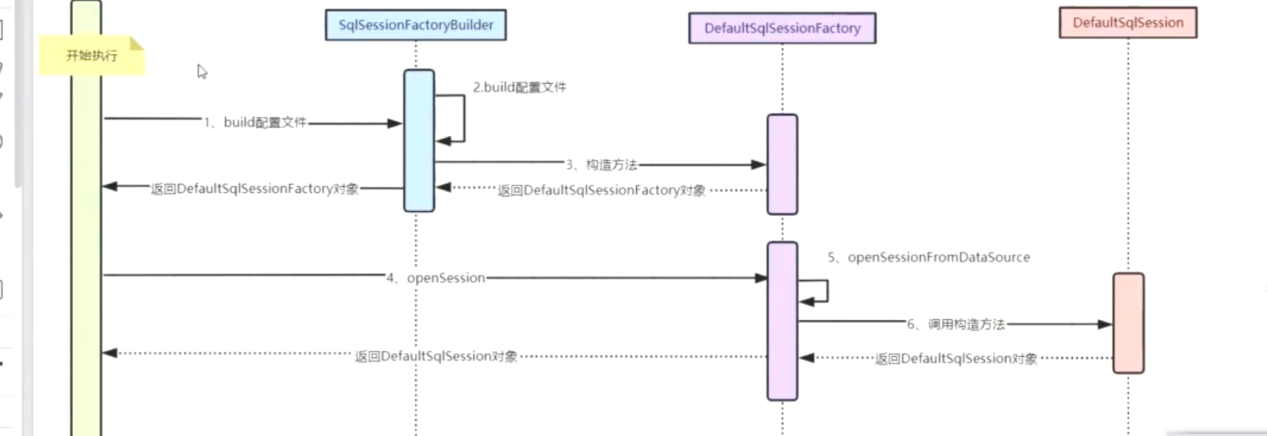 SqlSessionFactoryBuilder
DefaultSqlSessionFactory
DefaultSqlSession
开始执行
2.build配置文件
1、build配置文件
3、构造方法
返回DefaultSqlSessionFactory对象
返回DefaultSqlSessionFactory对象
5、openSessionFromDataSource
4、openSession
6、调用构造方法
返回DefaultSqlSession对象
返回DefaultSqlSession对象